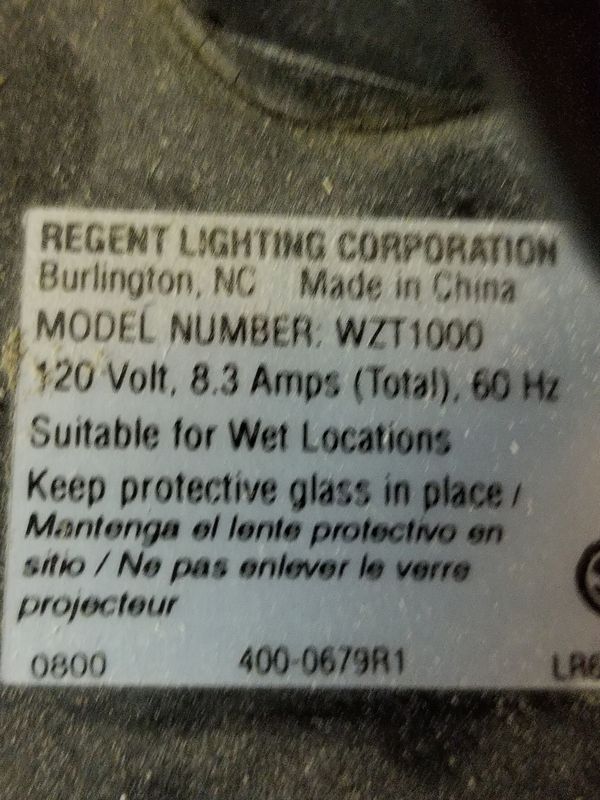 REGENT LIGHTING CORPORATION
Burlington, NC Made in China
MODEL NUMBER: WZT1000
120 Volt, 8.3 Amps (Total), 60 Hz
Suitable for Wet Locations
Keep protective glass in place /
Mantenga el lente protectivo en
sitio / Ne pas enlever le verre
projecteur
0800 400-0679R1